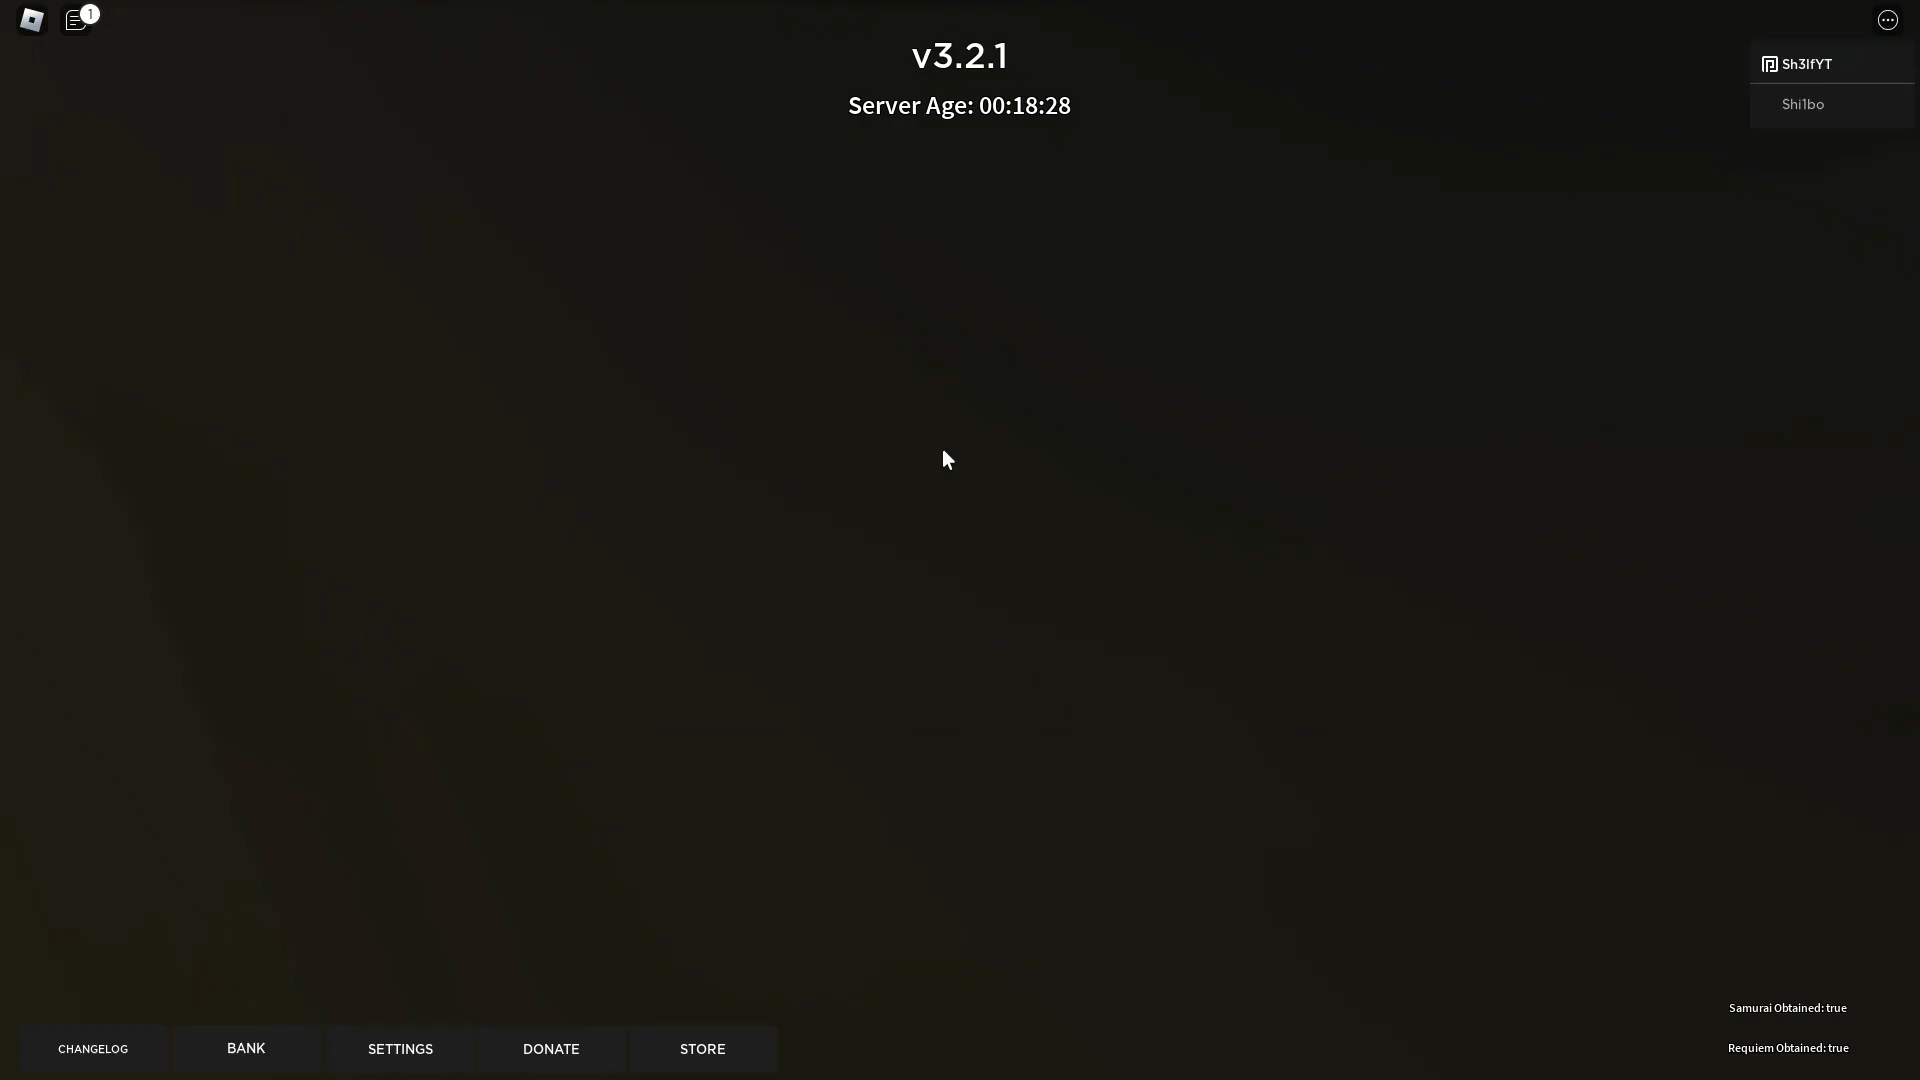 1
v3.2.1
Server Age: 00:18:28
Sh3lfYT
Shi1bo
Samurai Obtained: true
Requiem Obtained: true
CHANGELOG
BANK
SETTINGS
DONATE
STORE